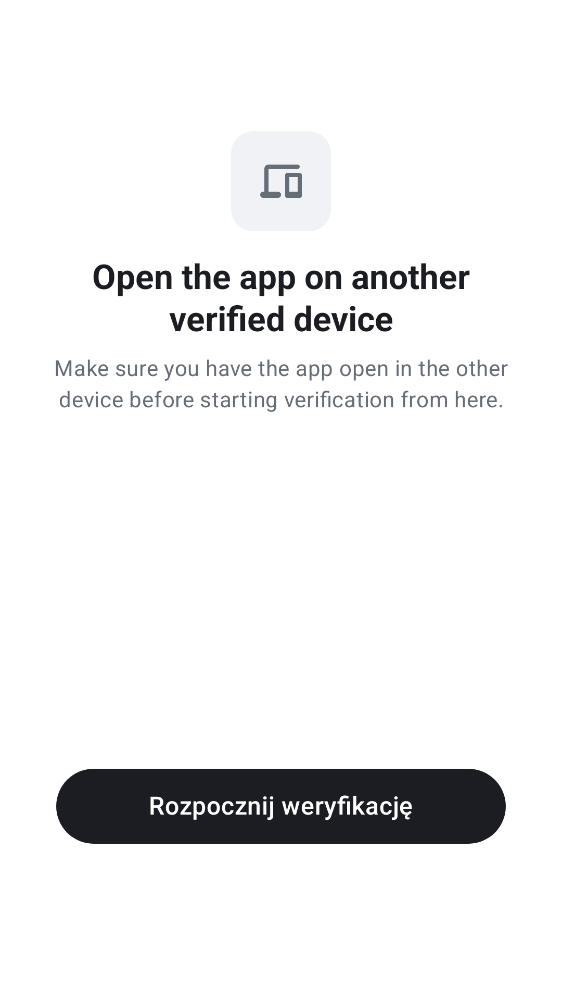 Open the app on another
verified device
Make sure you have the app open in the other
device before starting verification from here.
Rozpocznij weryfikację